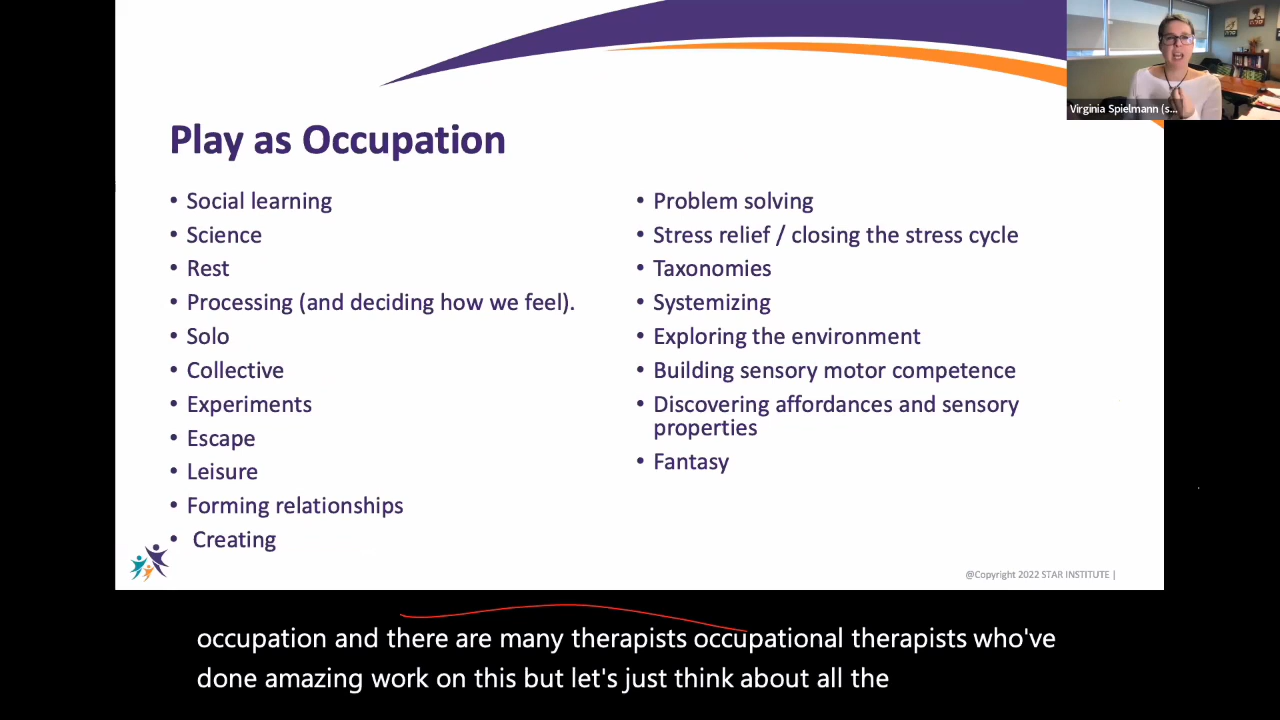 Virginia Spielmann (s...
Play as Occupation
• Social learning
• Science
• Rest
• Processing (and deciding how we feel).
• Solo
• Collective
• Experiments
• Escape
• Leisure
• Forming relationships
• Creating
• Problem solving
• Stress relief / closing the stress cycle
• Taxonomies
• Systemizing
• Exploring the environment
• Building sensory motor competence
• Discovering affordances and sensory
properties
• Fantasy
@Copyright 2022 STAR INSTITUTE |
occupation and there are many therapists occupational therapists who've
done amazing work on this but let's just think about all the